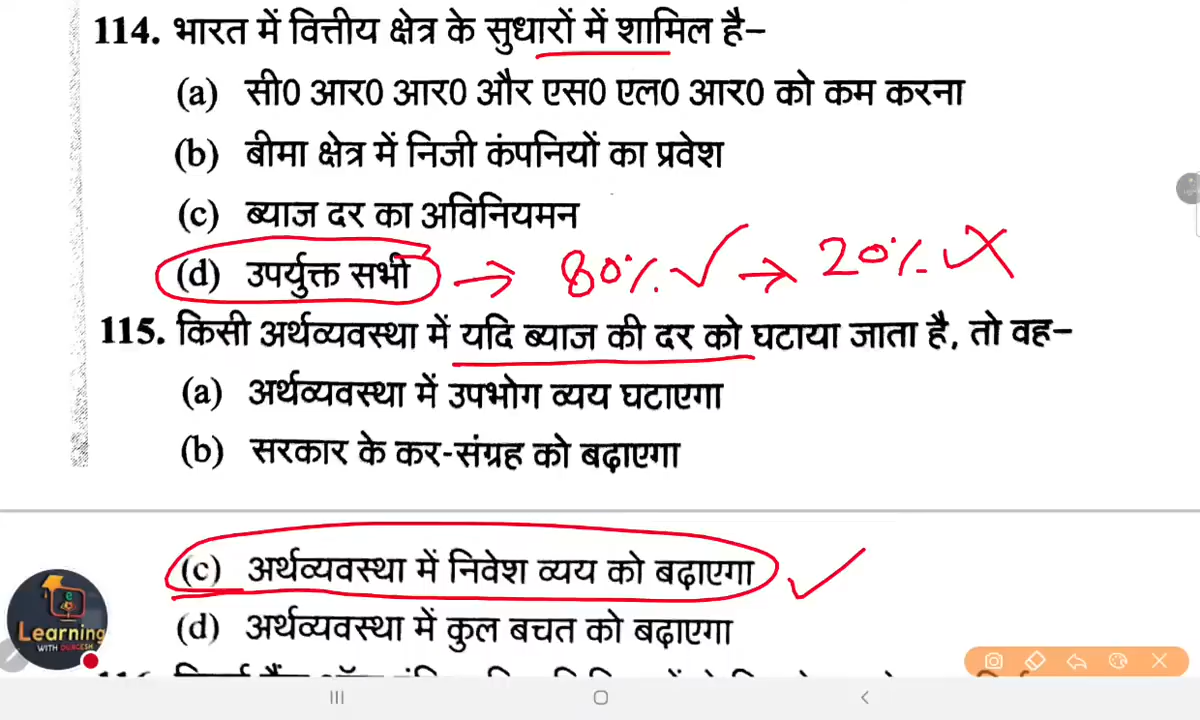 114. भारत में वित्तीय क्षेत्र के सुधारों में शामिल है–
(a) सी0 आर0 आर0 और एस0 एल0 आर0 को कम करना
(b) बीमा क्षेत्र में निजी कंपनियों का प्रवेश
(c) ब्याज दर का अविनियमन
(d) उपर्युक्त सभी → 80% ✓ → 20% ✗
115. किसी अर्थव्यवस्था में यदि ब्याज की दर को घटाया जाता है, तो वह–
(a) अर्थव्यवस्था में उपभोग व्यय घटाएगा
(b) सरकार के कर-संग्रह को बढ़ाएगा
(c) अर्थव्यवस्था में निवेश व्यय को बढ़ाएगा
(d) अर्थव्यवस्था में कुल बचत को बढ़ाएगा
Learning
WITH DURGESH